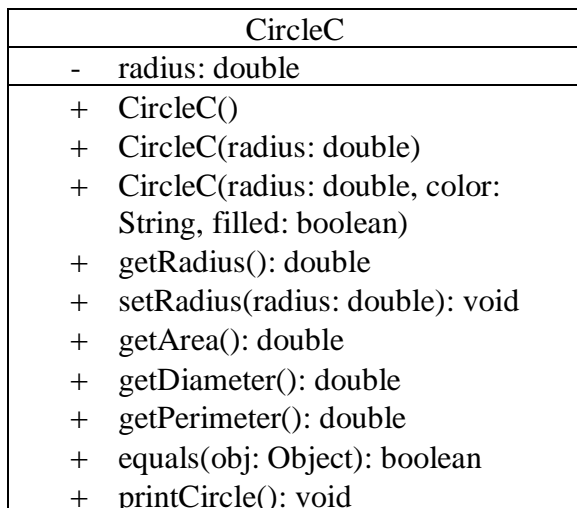 CircleC
- radius: double
+ CircleC()
+ CircleC(radius: double)
+ CircleC(radius: double, color:
String, filled: boolean)
+ getRadius(): double
+ setRadius(radius: double): void
+ getArea(): double
+ getDiameter(): double
+ getPerimeter(): double
+ equals(obj: Object): boolean
+ printCircle(): void